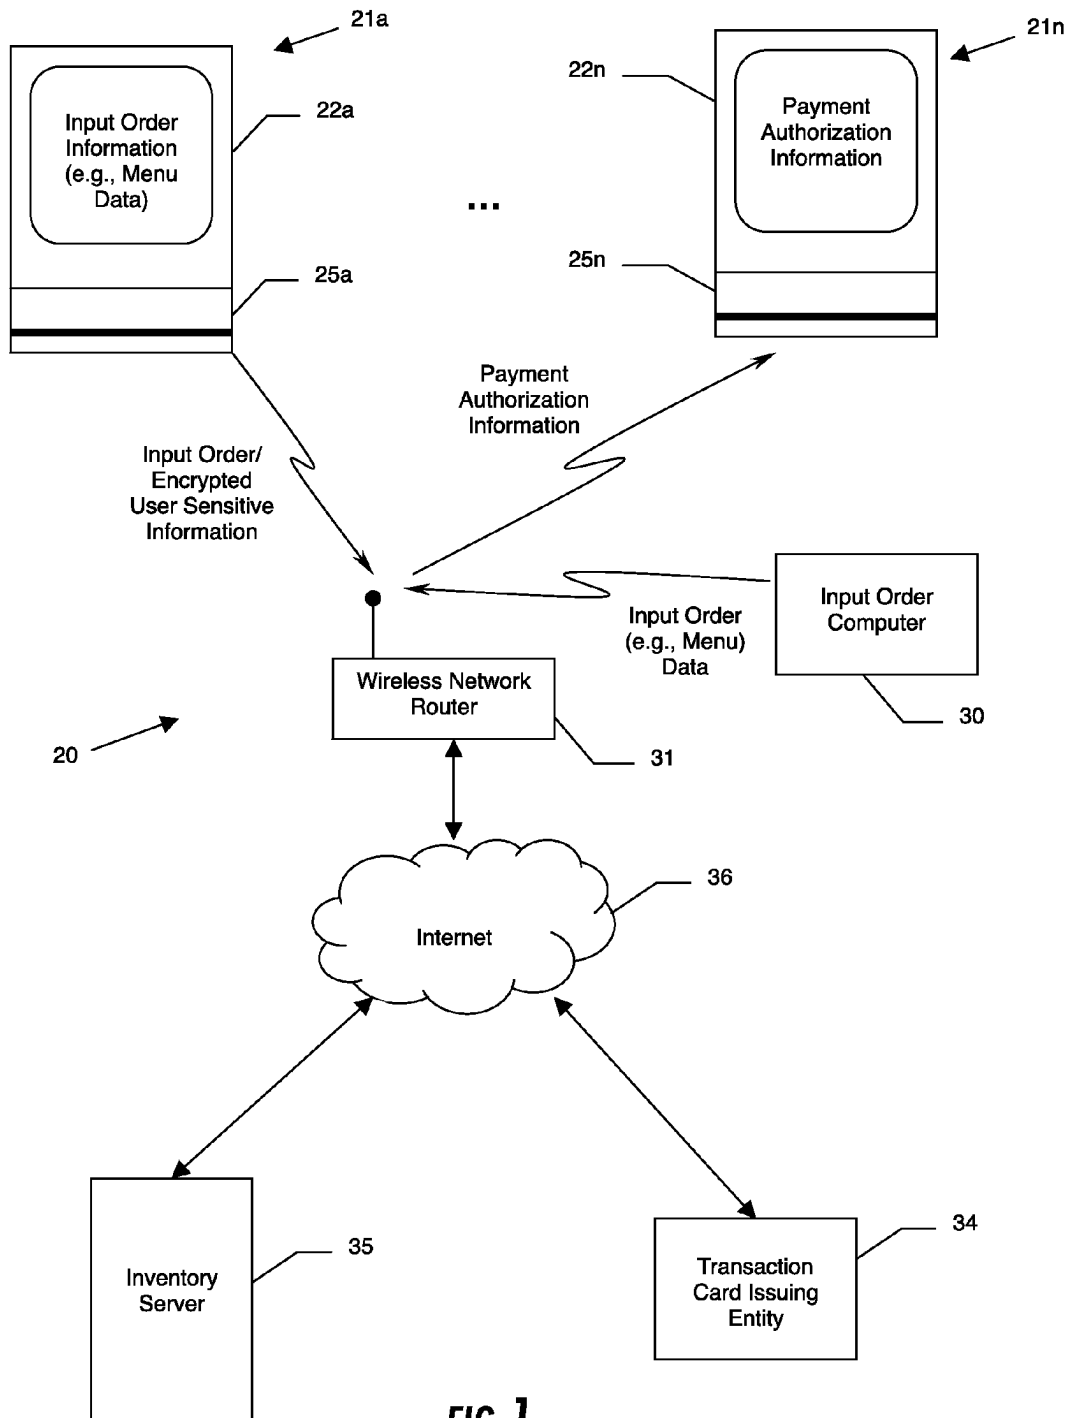 21a
21n
Input Order
Information
(e.g., Menu
Data)
22a
22n
Payment
Authorization
Information
...
25a
25n
Payment
Authorization
Information
Input Order/
Encrypted
User Sensitive
Information
Input Order
(e.g., Menu)
Data
Input Order
Computer
30
Wireless Network
Router
31
20
Internet
36
Inventory
Server
35
Transaction
Card Issuing
Entity
34
FIG. 1